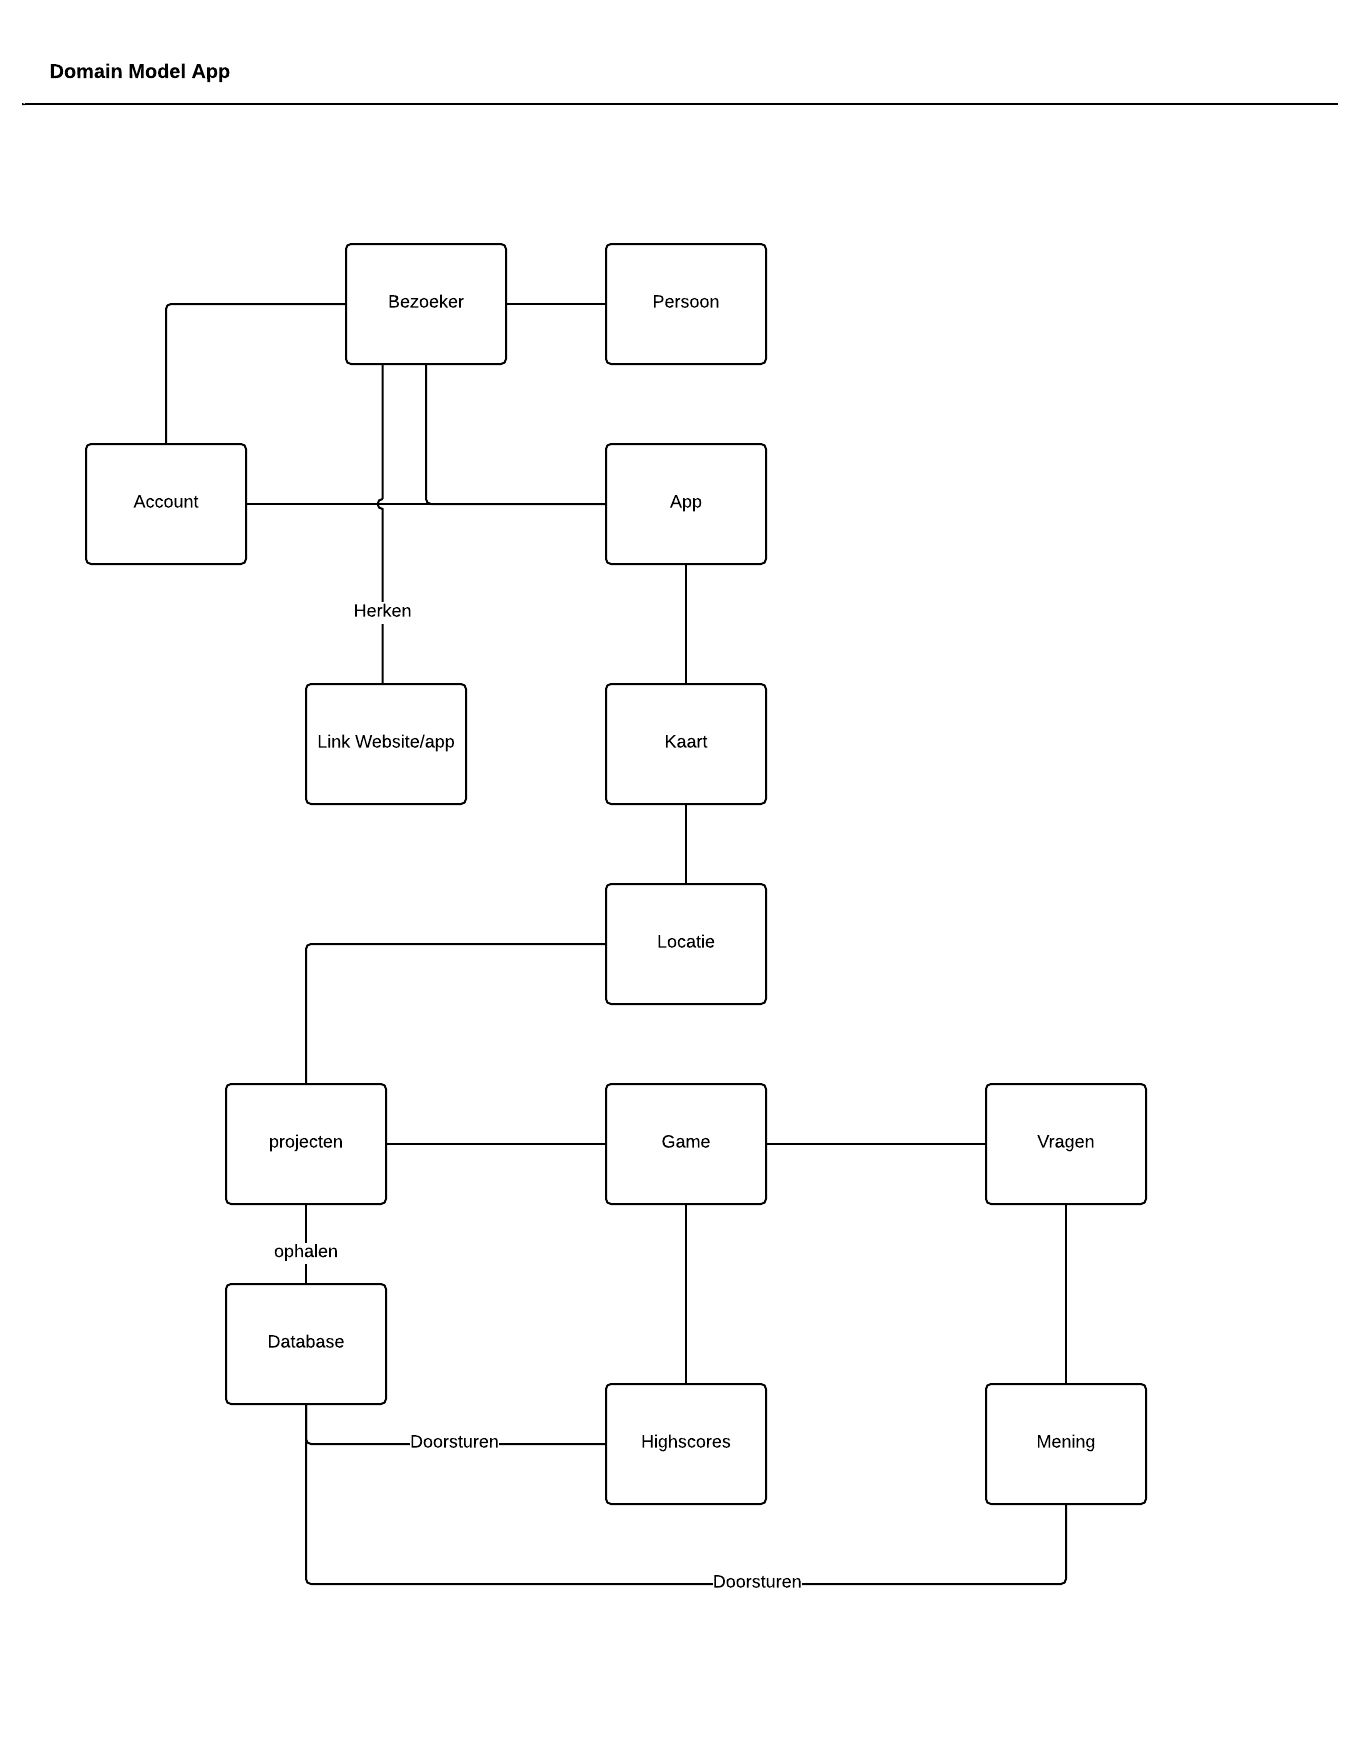 Domain Model App
Bezoeker
Persoon
Account
App
Herken
Link Website/app
Kaart
Locatie
projecten
Game
Vragen
ophalen
Database
Doorsturen
Highscores
Mening
Doorsturen